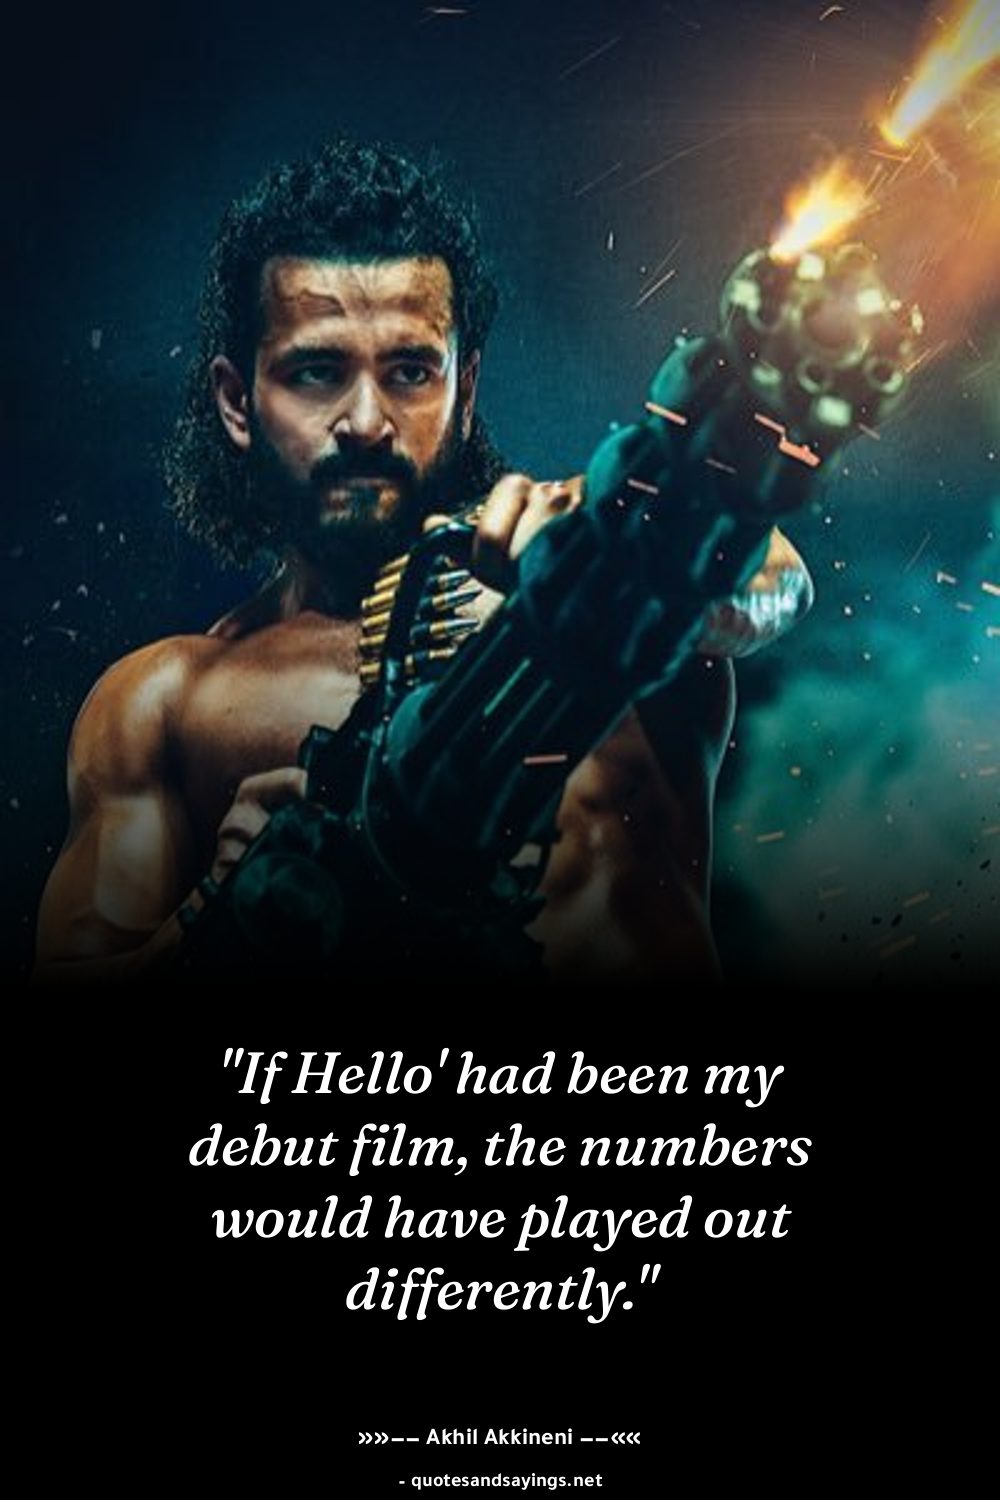 "If Hello' had been my
debut film, the numbers
would have played out
differently."
»»–– Akhil Akkineni ––««
- quotesandsayings.net